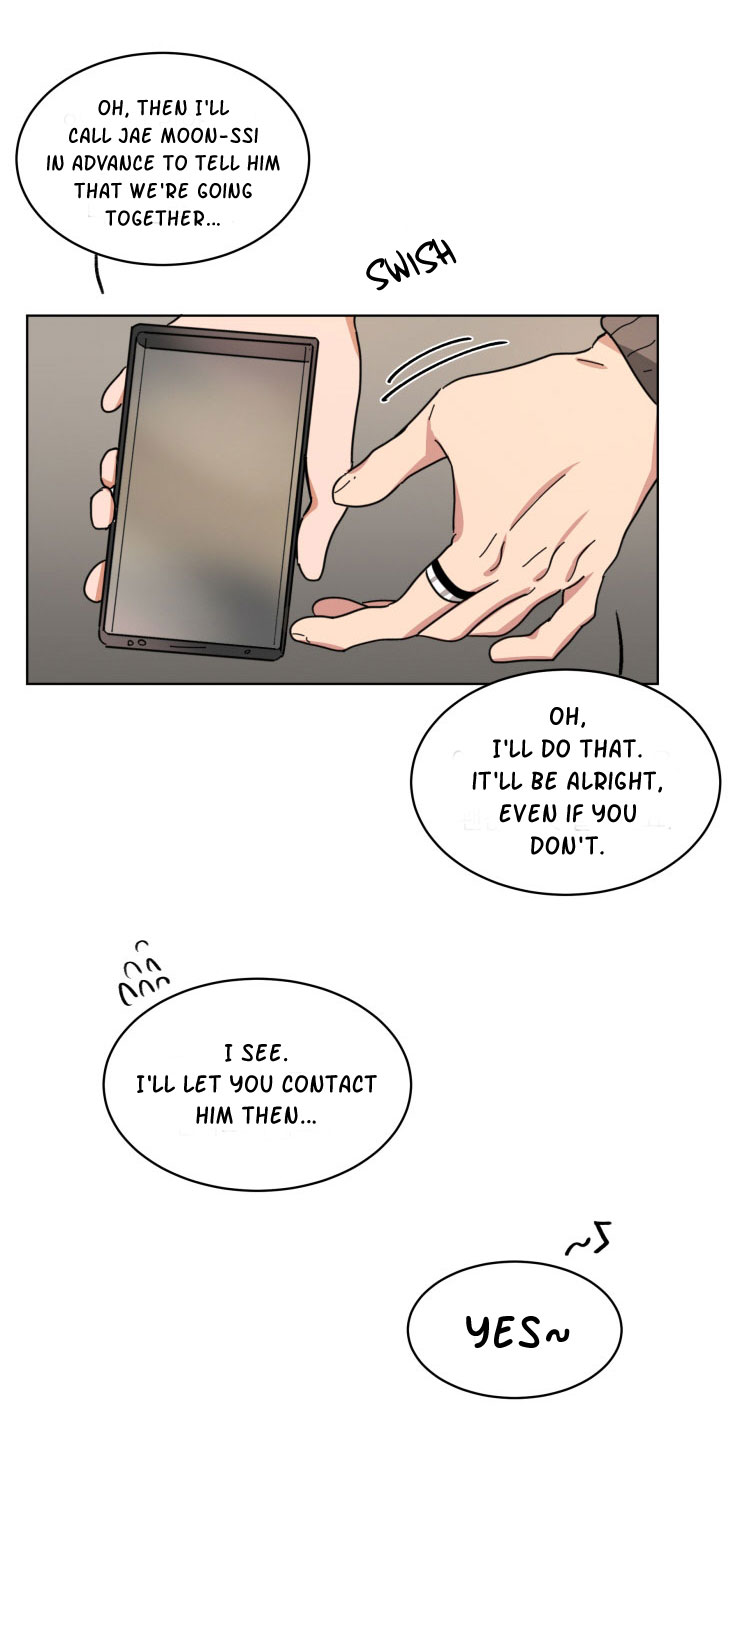 OH, THEN I'LL
CALL JAE MOON-SSI
IN ADVANCE TO TELL HIM
THAT WE'RE GOING
TOGETHER...
SWISH
OH,
I'LL DO THAT.
IT'LL BE ALRIGHT,
EVEN IF YOU
DON'T.
I SEE.
I'LL LET YOU CONTACT
HIM THEN...
YES~